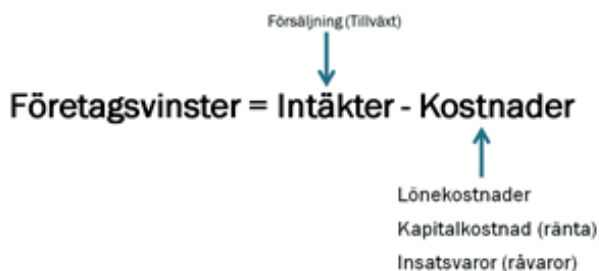 Försäljning (Tillväxt)
Företagsvinster = Intäkter - Kostnader
Lönekostnader
Kapitalkostnad (ränta)
Insatsvaror (råvaror)